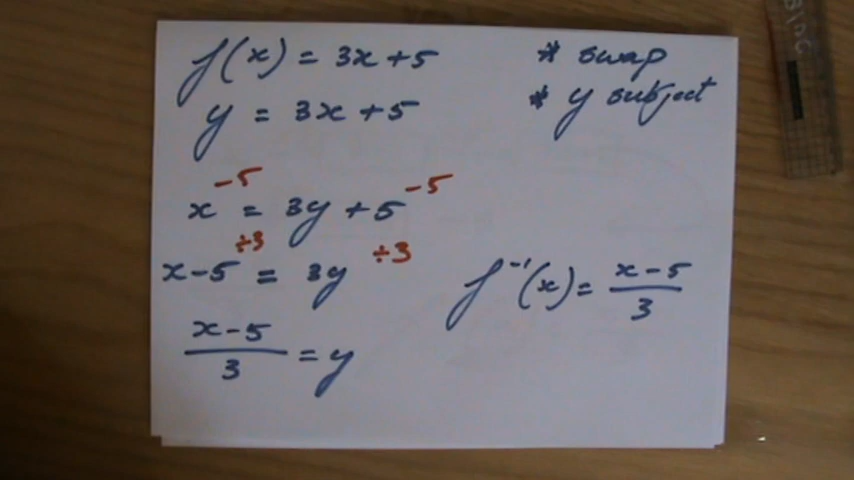 f(x) = 3x + 5
* swap
y = 3x + 5
* y subject
-5 -5
x = 3y + 5
÷3 ÷3
x - 5 = 3y
f⁻¹(x) = (x - 5)/3
(x - 5)/3 = y